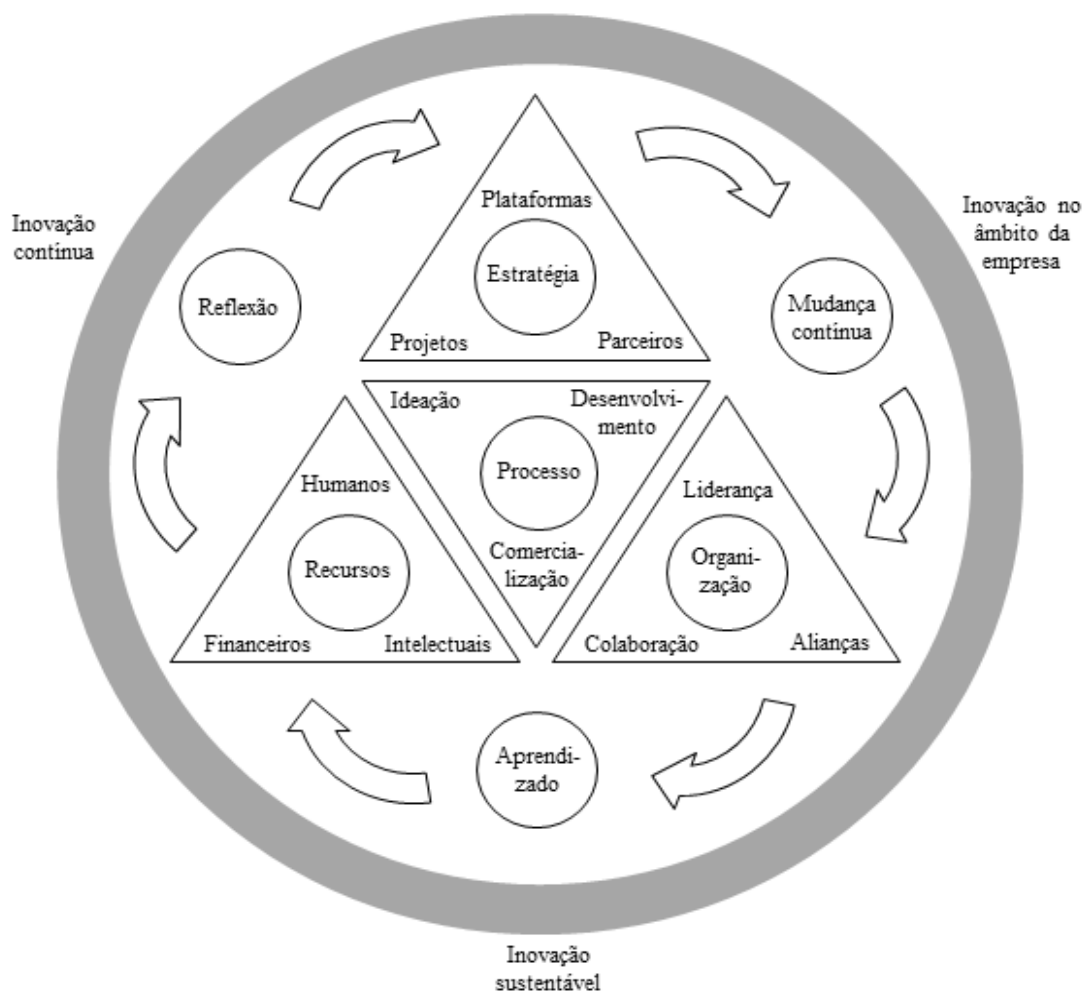 Inovação
contínua
Inovação no
âmbito da
empresa
Plataformas
Estratégia
Projetos
Parceiros
Reflexão
Mudança
contínua
Ideação
Desenvolvi-
mento
Processo
Comercia-
lização
Humanos
Recursos
Financeiros
Intelectuais
Liderança
Organi-
zação
Colaboração
Alianças
Aprendi-
zado
Inovação
sustentável